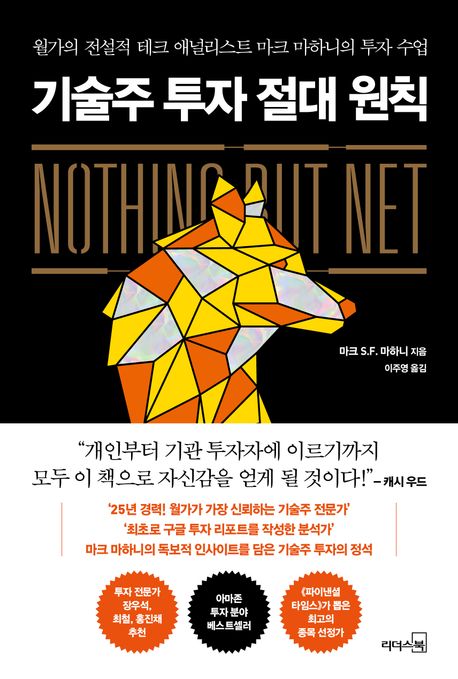 월가의 전설적 테크 애널리스트 마크 마하니의 투자 수업
기술주 투자 절대 원칙
NOTHING BUT NET
마크 S.F. 마하니 지음
이주영 옮김
“개인부터 기관 투자자에 이르기까지
모두 이 책으로 자신감을 얻게 될 것이다!” – 캐시 우드
‘25년 경력! 월가가 가장 신뢰하는 기술주 전문가’
‘최초로 구글 투자 리포트를 작성한 분석가’
마크 마하니의 독보적 인사이트를 담은 기술주 투자의 정석
투자 전문가
장우석,
최철, 홍진채
추천
아마존
투자 분야
베스트셀러
《파이낸셜
타임스》가 뽑은
최고의
종목 선정가
리더스북